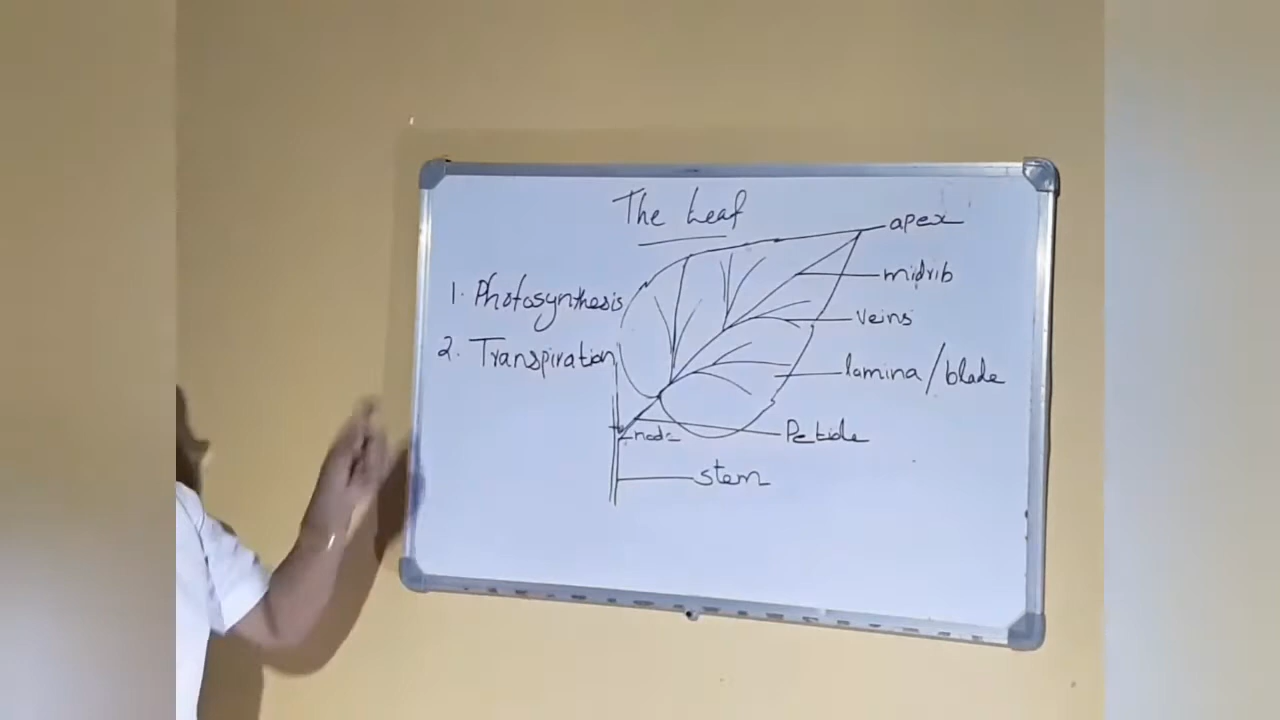 The Leaf
apex
midrib
1. Photosynthesis
veins
2. Transpiration
lamina/blade
node
Petiole
stem